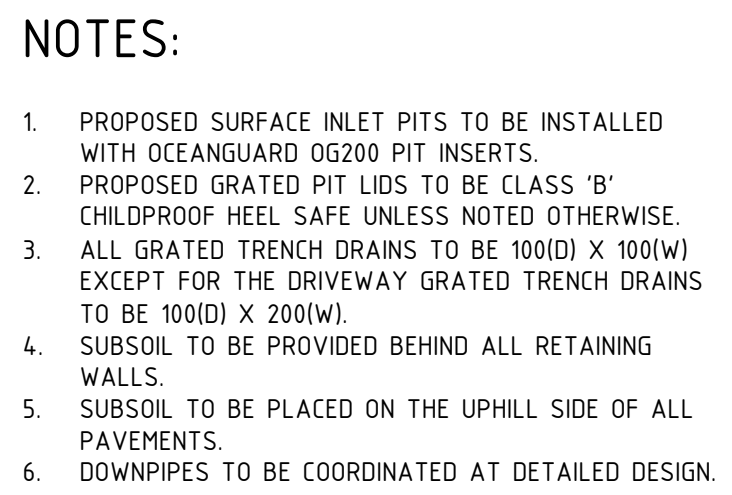 NOTES:
1. PROPOSED SURFACE INLET PITS TO BE INSTALLED
WITH OCEANGUARD OG200 PIT INSERTS.
2. PROPOSED GRATED PIT LIDS TO BE CLASS 'B'
CHILDPROOF HEEL SAFE UNLESS NOTED OTHERWISE.
3. ALL GRATED TRENCH DRAINS TO BE 100(D) X 100(W)
EXCEPT FOR THE DRIVEWAY GRATED TRENCH DRAINS
TO BE 100(D) X 200(W).
4. SUBSOIL TO BE PROVIDED BEHIND ALL RETAINING
WALLS.
5. SUBSOIL TO BE PLACED ON THE UPHILL SIDE OF ALL
PAVEMENTS.
6. DOWNPIPES TO BE COORDINATED AT DETAILED DESIGN.